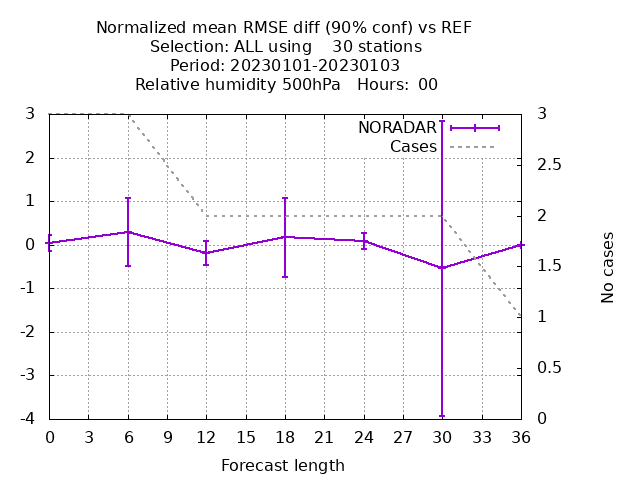 Normalized mean RMSE diff (90% conf) vs REF
Selection: ALL using    30 stations
Period: 20230101-20230103
Relative humidity 500hPa   Hours:  00
NORADAR
Cases
3
2
1
0
-1
-2
-3
-4
3
2.5
2
1.5
1
0.5
0
No cases
0 3 6 9 12 15 18 21 24 27 30 33 36
Forecast length